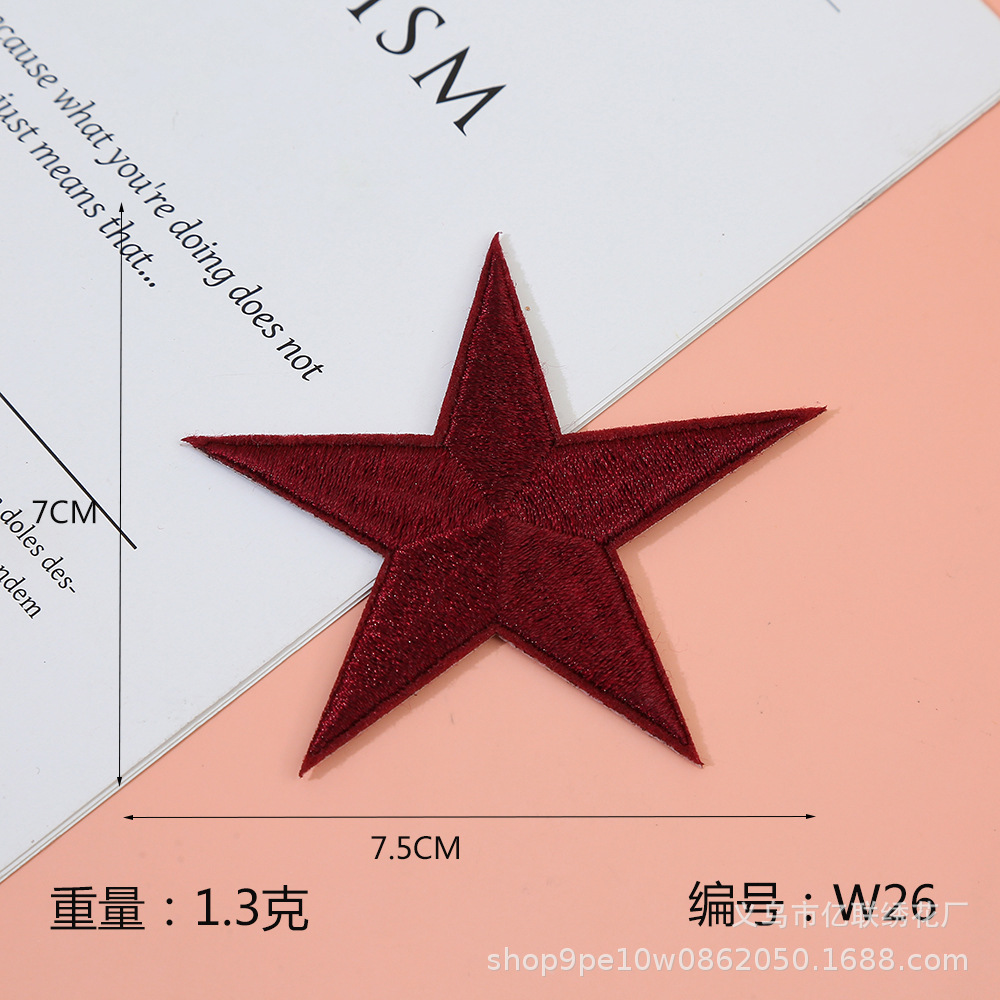 ISM
cause what you're doing does not
just means that...
7CM
doles des-
ndem
7.5CM
重量：1.3克
编号：W26
义乌市亿联绣花厂
shop9pe10w0862050.1688.com